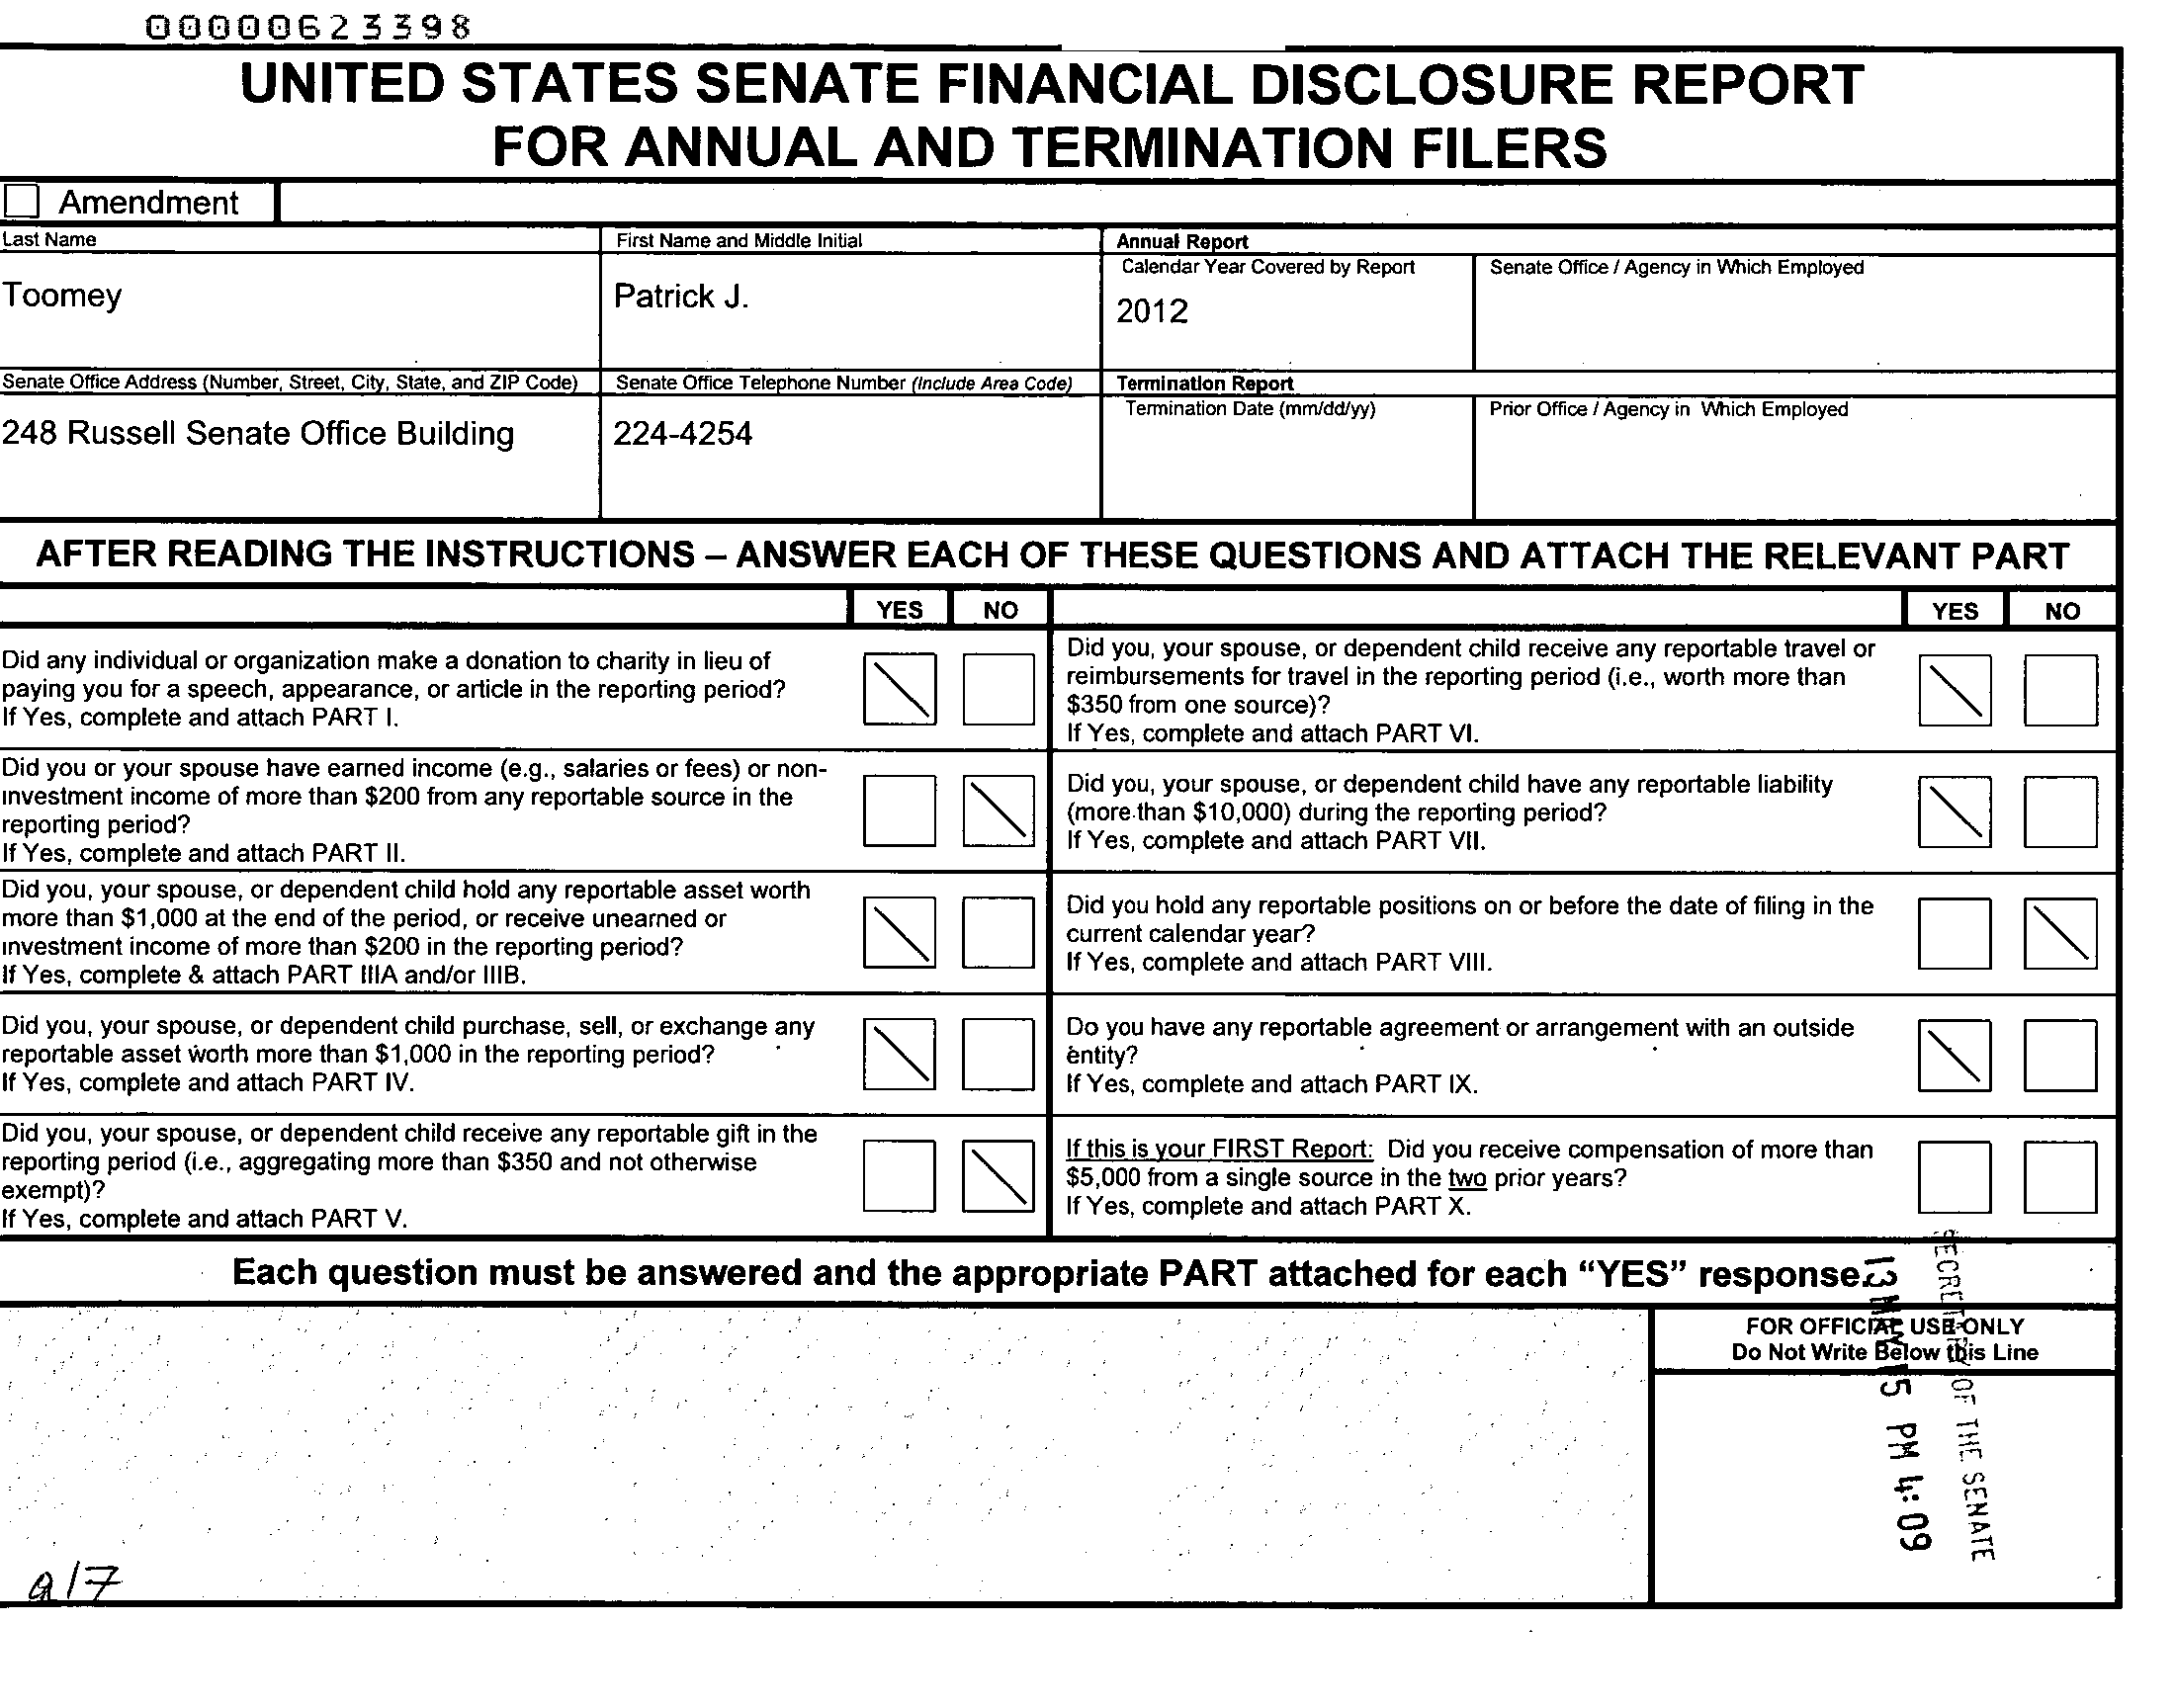 00000623398
UNITED STATES SENATE FINANCIAL DISCLOSURE REPORT
FOR ANNUAL AND TERMINATION FILERS
Amendment
Last Name
Toomey
First Name and Middle Initial
Patrick J.
Annual Report
Calendar Year Covered by Report
2012
Senate Office / Agency in Which Employed
Senate Office Address (Number, Street, City, State, and ZIP Code)
248 Russell Senate Office Building
Senate Office Telephone Number (Include Area Code)
224-4254
Termination Report
Termination Date (mm/dd/yy)
Prior Office / Agency in Which Employed
AFTER READING THE INSTRUCTIONS – ANSWER EACH OF THESE QUESTIONS AND ATTACH THE RELEVANT PART
YES NO
Did any individual or organization make a donation to charity in lieu of
paying you for a speech, appearance, or article in the reporting period?
If Yes, complete and attach PART I.
Did you or your spouse have earned income (e.g., salaries or fees) or non-
investment income of more than $200 from any reportable source in the
reporting period?
If Yes, complete and attach PART II.
Did you, your spouse, or dependent child hold any reportable asset worth
more than $1,000 at the end of the period, or receive unearned or
investment income of more than $200 in the reporting period?
If Yes, complete & attach PART IIIA and/or IIIB.
Did you, your spouse, or dependent child purchase, sell, or exchange any
reportable asset worth more than $1,000 in the reporting period?
If Yes, complete and attach PART IV.
Did you, your spouse, or dependent child receive any reportable gift in the
reporting period (i.e., aggregating more than $350 and not otherwise
exempt)?
If Yes, complete and attach PART V.
YES NO
Did you, your spouse, or dependent child receive any reportable travel or
reimbursements for travel in the reporting period (i.e., worth more than
$350 from one source)?
If Yes, complete and attach PART VI.
Did you, your spouse, or dependent child have any reportable liability
(more than $10,000) during the reporting period?
If Yes, complete and attach PART VII.
Did you hold any reportable positions on or before the date of filing in the
current calendar year?
If Yes, complete and attach PART VIII.
Do you have any reportable agreement or arrangement with an outside
entity?
If Yes, complete and attach PART IX.
If this is your FIRST Report: Did you receive compensation of more than
$5,000 from a single source in the two prior years?
If Yes, complete and attach PART X.
Each question must be answered and the appropriate PART attached for each “YES” response.
FOR OFFICIAL USE ONLY
Do Not Write Below this Line
SECRETARY OF THE SENATE
PM 4:09